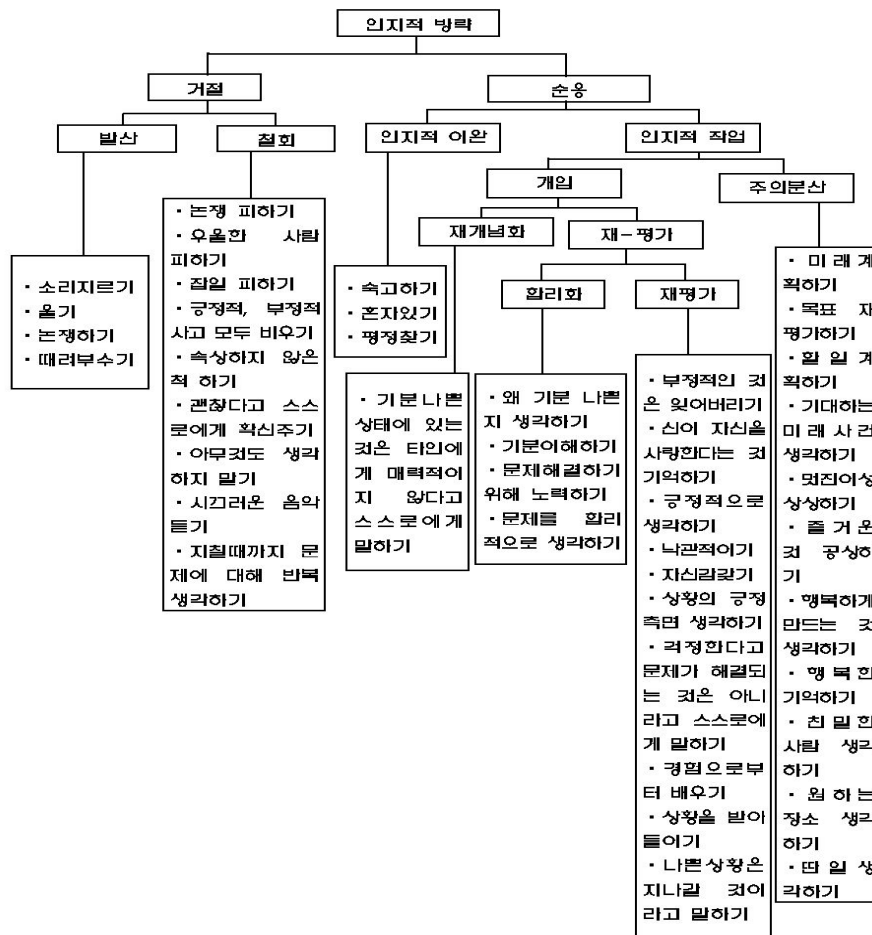 인지적 방략
거절
순응
발산
철회
인지적 이완
인지적 작업
개입
주의분산
재개념화
재-평가
합리화
재평가
· 소리지르기
· 울기
· 논쟁하기
· 때려부수기
· 논쟁 피하기
· 우울한 사람
피하기
· 잡일 피하기
· 긍정적, 부정적
사고 모두 비우기
· 속상하지 않은
척 하기
· 괜찮다고 스스
로에게 확신주기
· 아무것도 생각
하지 말기
· 시끄러운 음악
듣기
· 지칠때까지 문
제에 대해 반복
생각하기
· 숙고하기
· 혼자있기
· 평정찾기
· 기분나쁜
상태에 있는
것은 타인에
게 매력적이
지 않다고
스스로에게
말하기
· 왜 기분 나쁜
지 생각하기
· 기분이해하기
· 문제해결하기
위해 노력하기
· 문제를 합리
적으로 생각하기
· 부정적인 것
은 잊어버리기
· 신이 자신을
사랑한다는 것
기억하기
· 긍정적으로
생각하기
· 낙관적이기
· 자신감갖기
· 상황의 긍정
측면 생각하기
· 걱정한다고
문제가 해결되
는 것은 아니
라고 스스로에
게 말하기
· 경험으로부
터 배우기
· 상황을 받아
들이기
· 나쁜상황은
지나갈 것이
라고 말하기
· 미래계
획하기
· 목표 재
평가하기
· 할일계
획하기
· 기대하는
미래사건
생각하기
· 멋진이성
상상하기
· 즐거운
것 공상하
기
· 행복하게
만드는 것
생각하기
· 행복한
기억하기
· 친밀한
사람 생각
하기
· 원하는
장소 생각
하기
· 딴일생
각하기